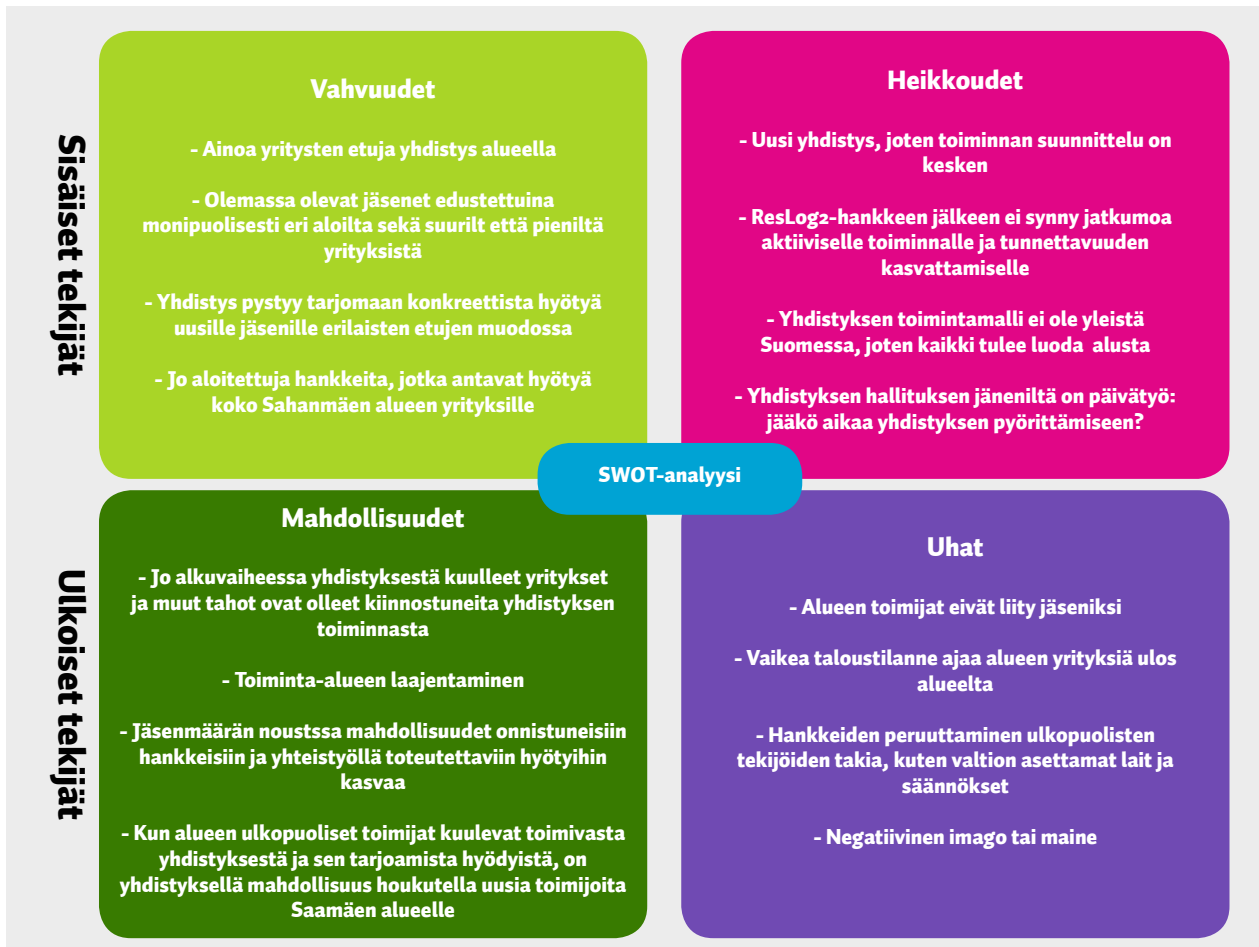 Sisäiset tekijät
Vahvuudet
- Ainoa yritysten etuja yhdistys alueella
- Olemassa olevat jäsenet edustettuina
monipuolisesti eri aloilta sekä suurilt että pieniltä
yrityksistä
- Yhdistys pystyy tarjomaan konkreettista hyötyä
uusille jäsenille erilaisten etujen muodossa
- Jo aloitettuja hankkeita, jotka antavat hyötyä
koko Sahanmäen alueen yrityksille
Heikkoudet
- Uusi yhdistys, joten toiminnan suunnittelu on
kesken
- ResLog2-hankkeen jälkeen ei synny jatkumoa
aktiiviselle toiminnalle ja tunnettavuuden
kasvattamiselle
- Yhdistyksen toimintamalli ei ole yleistä
Suomessa, joten kaikki tulee luoda alusta
- Yhdistyksen hallituksen jäneniltä on päivätyö:
jääkö aikaa yhdistyksen pyörittämiseen?
SWOT-analyysi
Ulkoiset tekijät
Mahdollisuudet
- Jo alkuvaiheessa yhdistyksestä kuulleet yritykset
ja muut tahot ovat olleet kiinnostuneita yhdistyksen
toiminnasta
- Toiminta-alueen laajentaminen
- Jäsenmäärän noustssa mahdollisuudet onnistuneisiin
hankkeisiin ja yhteistyöllä toteutettaviin hyötyihin
kasvaa
- Kun alueen ulkopuoliset toimijat kuulevat toimivasta
yhdistyksestä ja sen tarjoamista hyödyistä, on
yhdistyksellä mahdollisuus houkutella uusia toimijoita
Saamäen alueelle
Uhat
- Alueen toimijat eivät liity jäseniksi
- Vaikea taloustilanne ajaa alueen yrityksiä ulos
alueelta
- Hankkeiden peruuttaminen ulkopuolisten
tekijöiden takia, kuten valtion asettamat lait ja
säännökset
- Negatiivinen imago tai maine